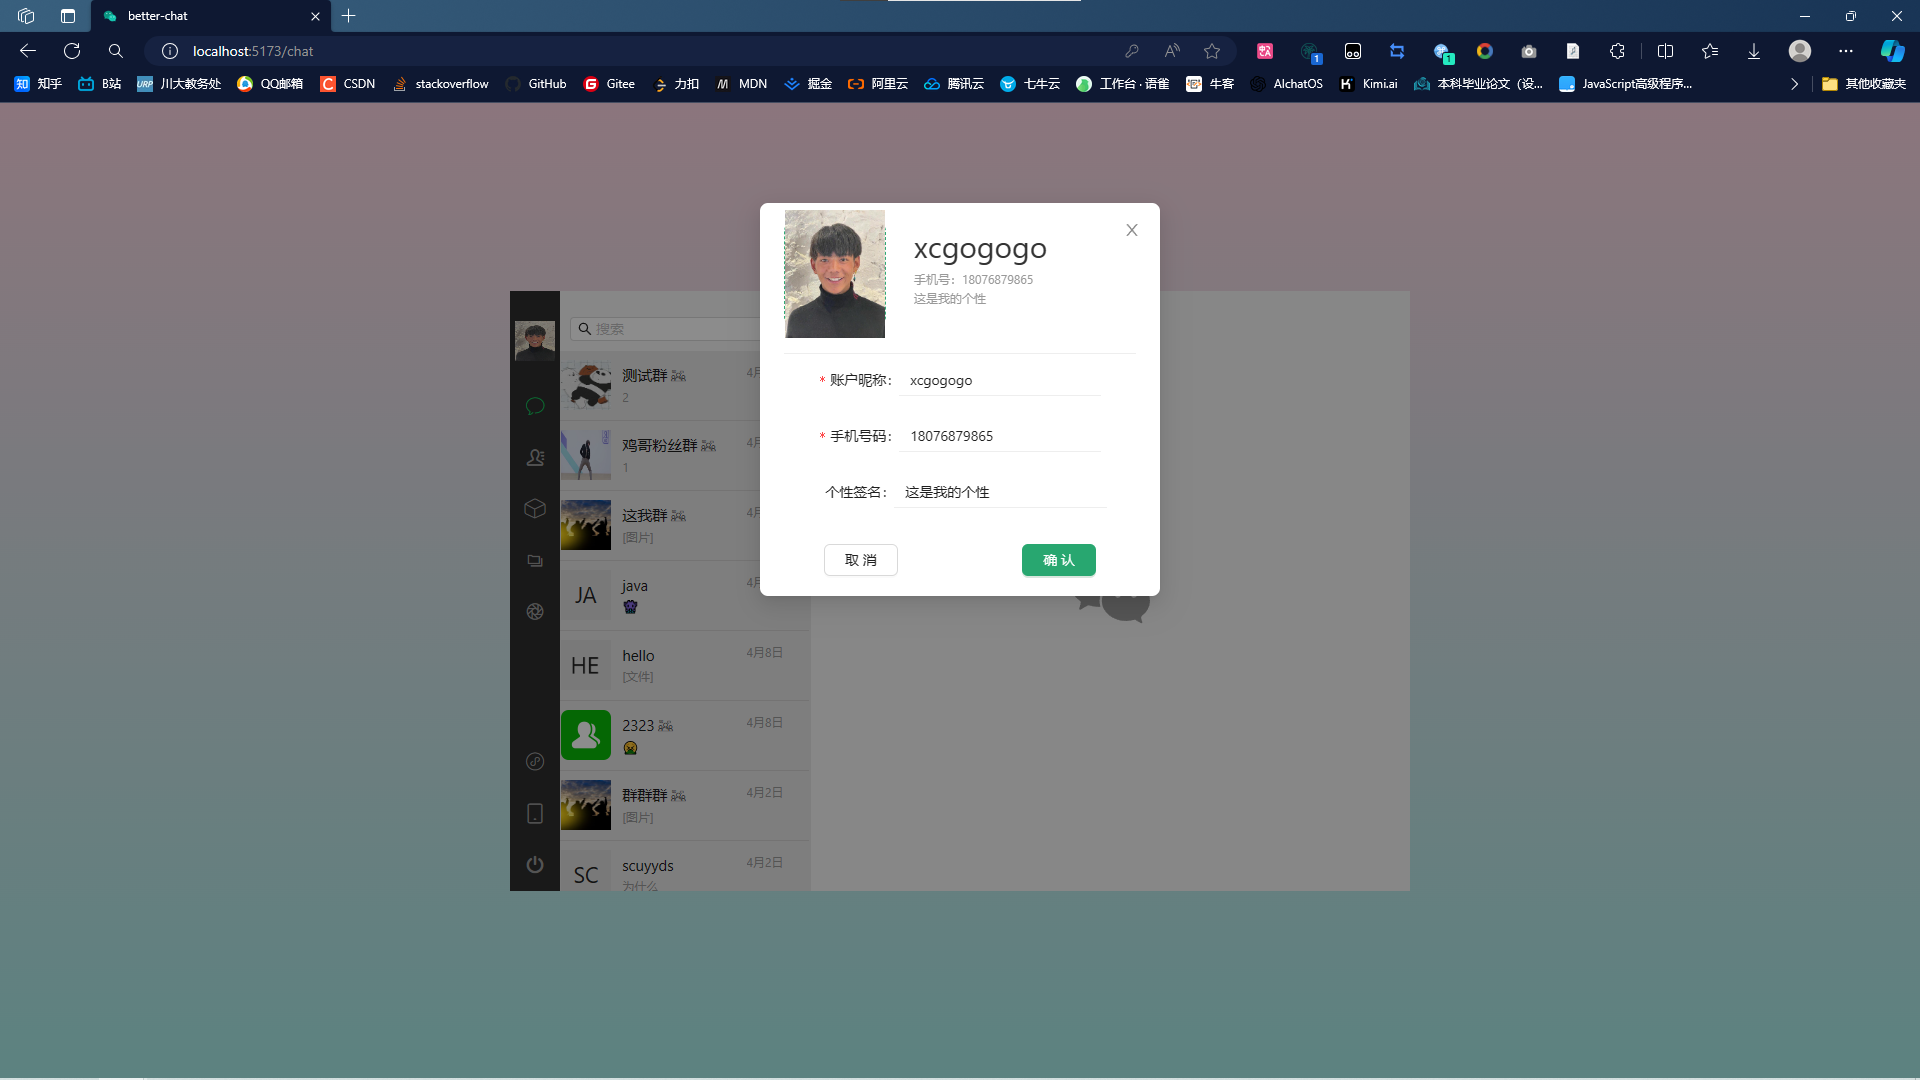 better-chat
localhost:5173/chat
1
1
知乎
B站
URP
川大教务处
QQ邮箱
C
CSDN
stackoverflow
GitHub
G
Gitee
力扣
M
MDN
掘金
阿里云
腾讯云
七牛云
工作台 · 语雀
牛客
AIchatOS
Kimi.ai
本科毕业论文（设...
JavaScript高级程序...
其他收藏夹
xcgogogo
手机号：18076879865
这是我的个性
* 账户昵称：
xcgogogo
* 手机号码：
18076879865
个性签名：
这是我的个性
取 消
确 认
搜索
测试群
4月
2
鸡哥粉丝群
4月
1
这我群
4月
[图片]
JA
java
4月
HE
hello
4月8日
[文件]
2323
4月8日
群群群
4月2日
[图片]
SC
scuyyds
4月2日
为什么